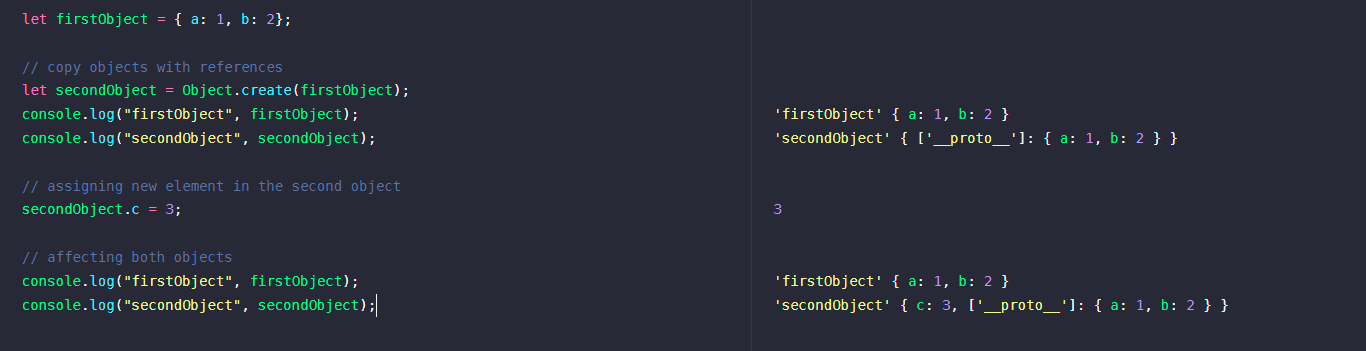 let firstObject = { a: 1, b: 2};
// copy objects with references
let secondObject = Object.create(firstObject);
console.log("firstObject", firstObject);
'firstObject' { a: 1, b: 2 }
console.log("secondObject", secondObject);
'secondObject' { ['__proto__']: { a: 1, b: 2 } }
// assigning new element in the second object
secondObject.c = 3;
3
// affecting both objects
console.log("firstObject", firstObject);
'firstObject' { a: 1, b: 2 }
console.log("secondObject", secondObject);
'secondObject' { c: 3, ['__proto__']: { a: 1, b: 2 } }